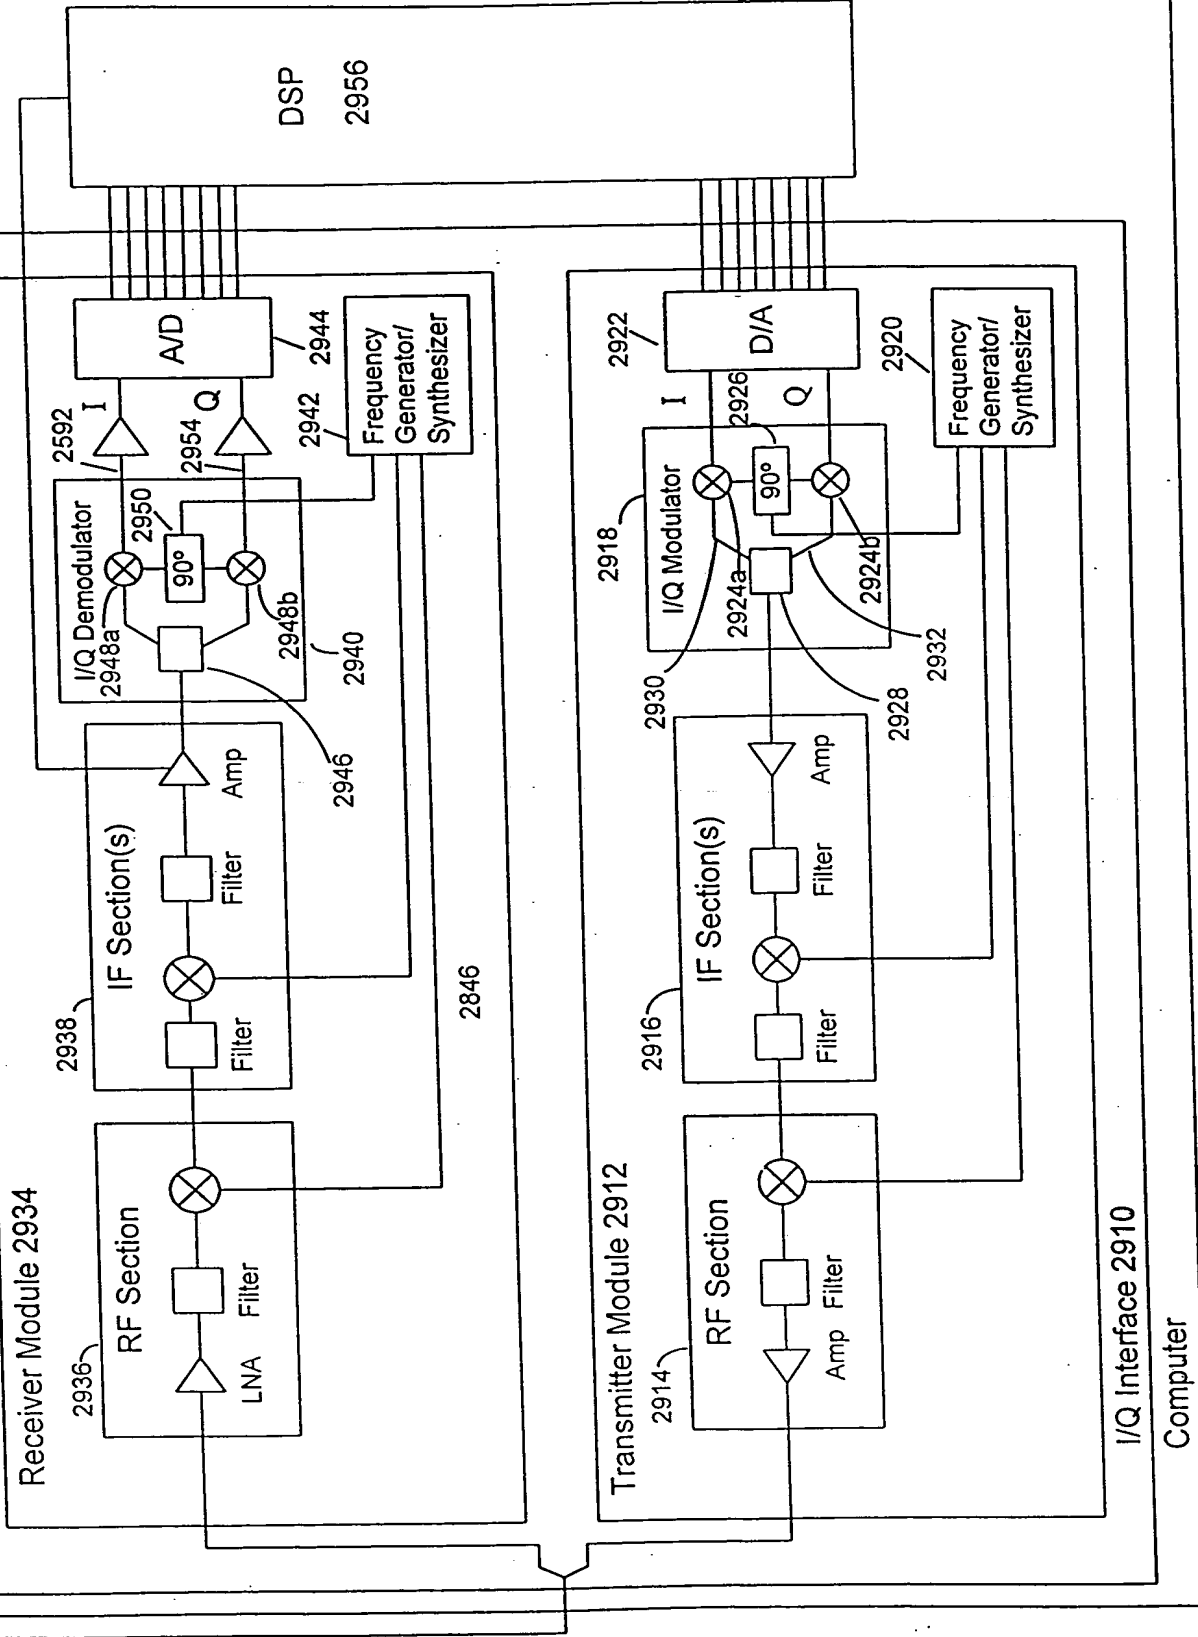 Receiver Module 2934
2936
RF Section
LNA
Filter
2938
IF Section(s)
Filter
Filter
Amp
2946
I/Q Demodulator
2948a
2948b
2940
2950
90°
2592
2954
I
Q
A/D
2944
2942
Frequency
Generator/
Synthesizer
2846
DSP
2956
Transmitter Module 2912
2914
RF Section
Amp
Filter
2916
IF Section(s)
Filter
Filter
Amp
2930
2928
2932
2918
I/Q Modulator
2924a
2924b
90°
2926
I
Q
2922
D/A
2920
Frequency
Generator/
Synthesizer
I/Q Interface 2910
Computer